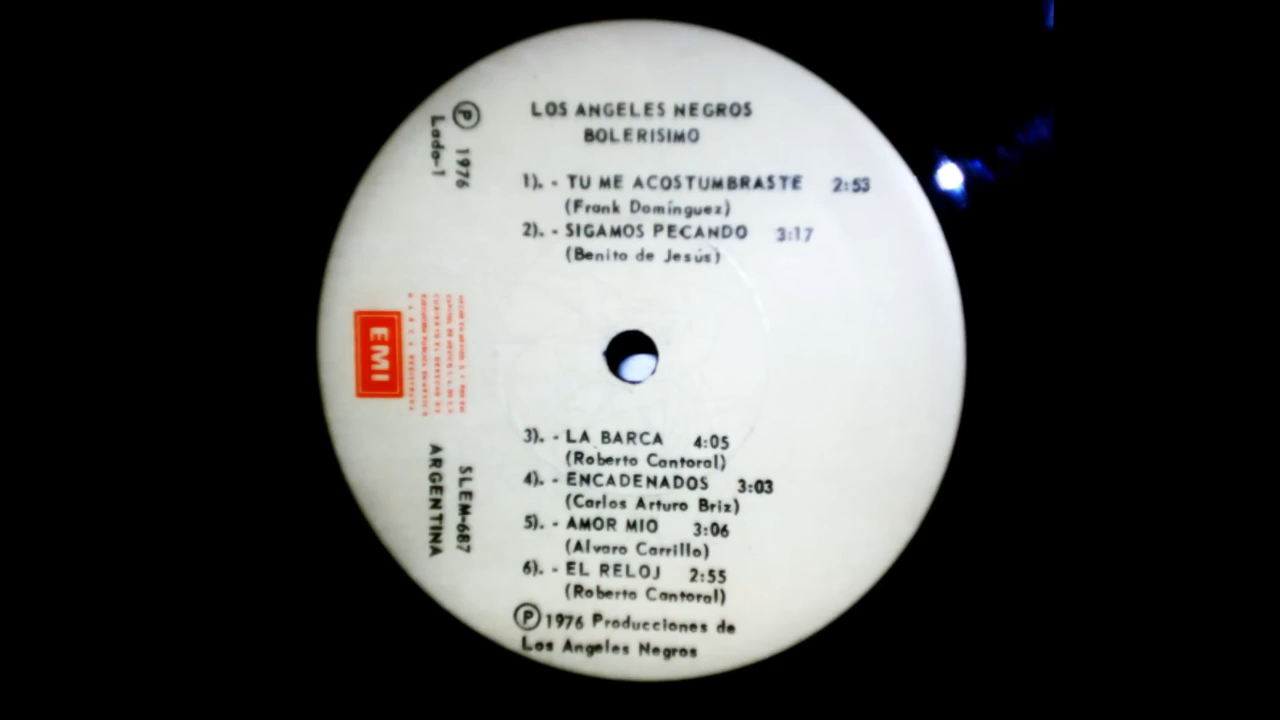 LOS ANGELES NEGROS
BOLERISIMO
1). - TU ME ACOSTUMBRASTE 2:53
(Frank Domínguez)
2). - SIGAMOS PECANDO 3:17
(Benito de Jesús)
3). - LA BARCA 4:05
(Roberto Cantoral)
4). - ENCADENADOS 3:03
(Carlos Arturo Briz)
5). - AMOR MIO 3:06
(Alvaro Carrillo)
6). - EL RELOJ 2:55
(Roberto Cantoral)
Ⓟ 1976 Producciones de
Los Angeles Negros
Ⓟ 1976
Lado-1
EMI
MARCA REGISTRADA
SLEM-687
ARGENTINA